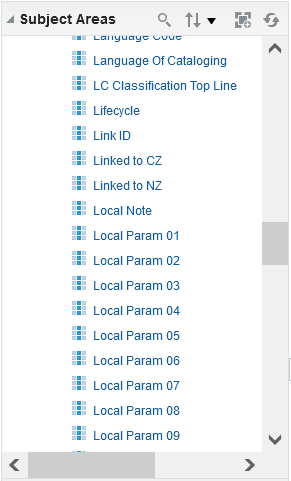 Subject Areas
Language Code
Language Of Cataloging
LC Classification Top Line
Lifecycle
Link ID
Linked to CZ
Linked to NZ
Local Note
Local Param 01
Local Param 02
Local Param 03
Local Param 04
Local Param 05
Local Param 06
Local Param 07
Local Param 08
Local Param 09